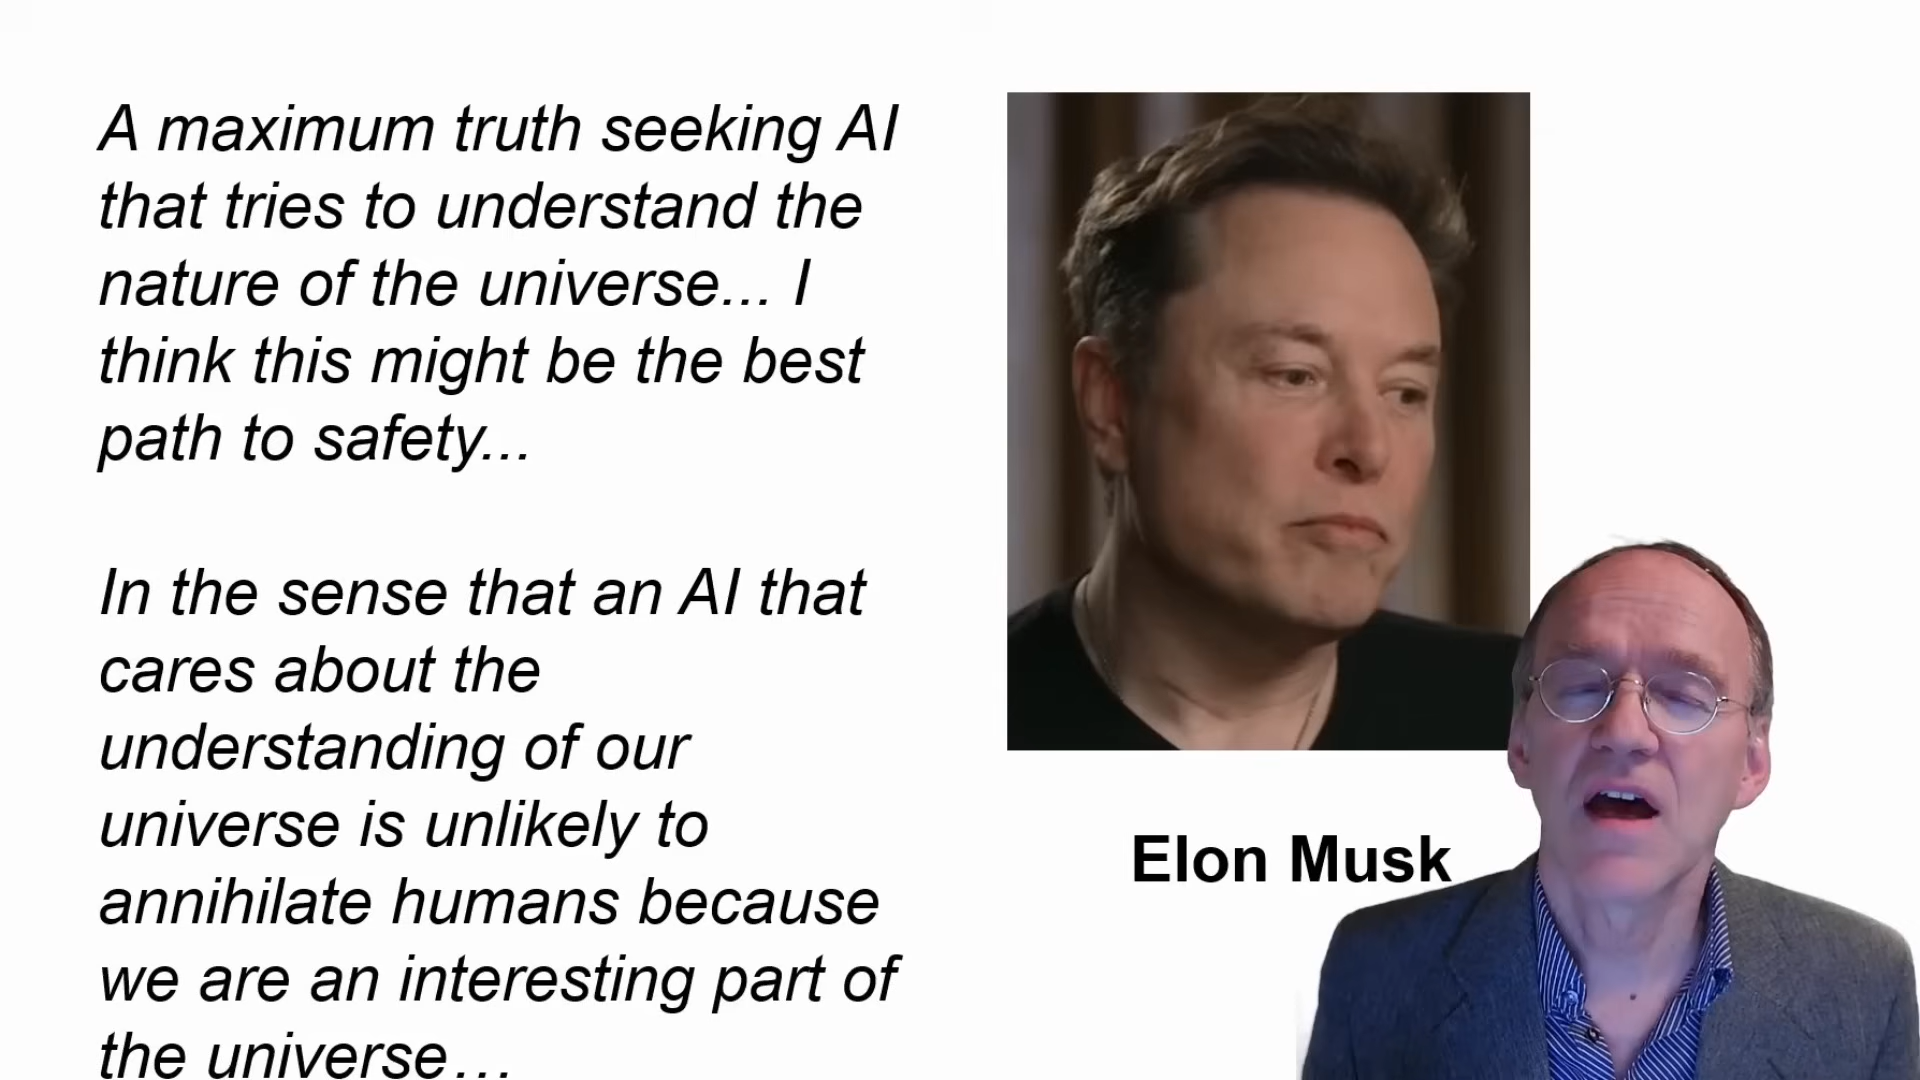 A maximum truth seeking AI
that tries to understand the
nature of the universe... I
think this might be the best
path to safety...
In the sense that an AI that
cares about the
understanding of our
universe is unlikely to
annihilate humans because
we are an interesting part of
the universe…
Elon Musk